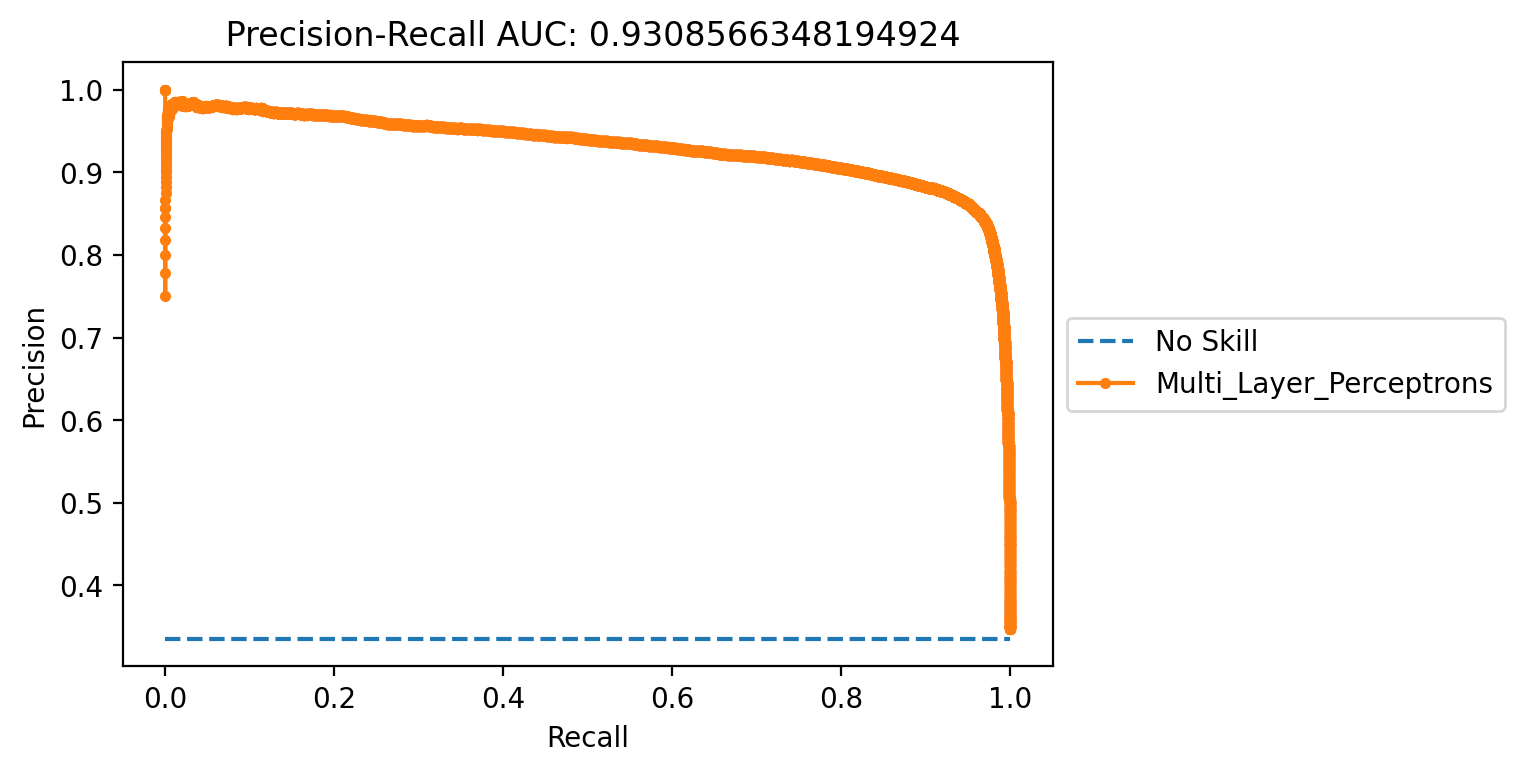 Precision-Recall AUC: 0.9308566348194924
1.0
0.9
0.8
0.7
0.6
0.5
0.4
Precision
0.0 0.2 0.4 0.6 0.8 1.0
Recall
No Skill
Multi_Layer_Perceptrons